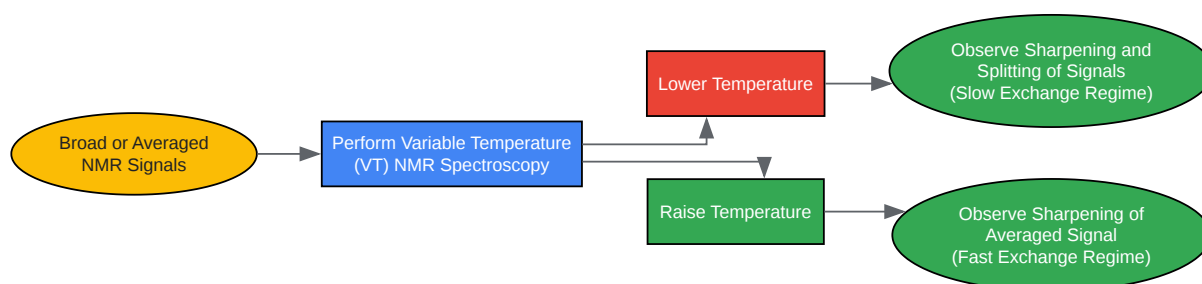 Broad or Averaged
NMR Signals
Perform Variable Temperature
(VT) NMR Spectroscopy
Lower Temperature
Raise Temperature
Observe Sharpening and
Splitting of Signals
(Slow Exchange Regime)
Observe Sharpening of
Averaged Signal
(Fast Exchange Regime)